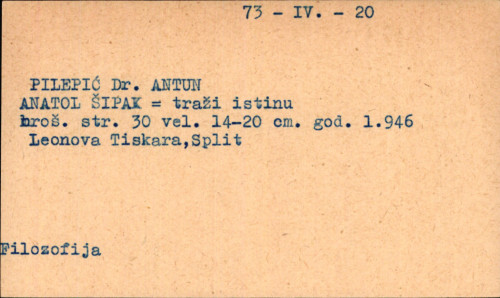 73 - IV. - 20
PILEPIĆ Dr. ANTUN
ANATOL ŠIPAK = traži istinu
broš. str. 30 vel. 14-20 cm. god. 1.946
Leonova Tiskara,Split
Filozofija